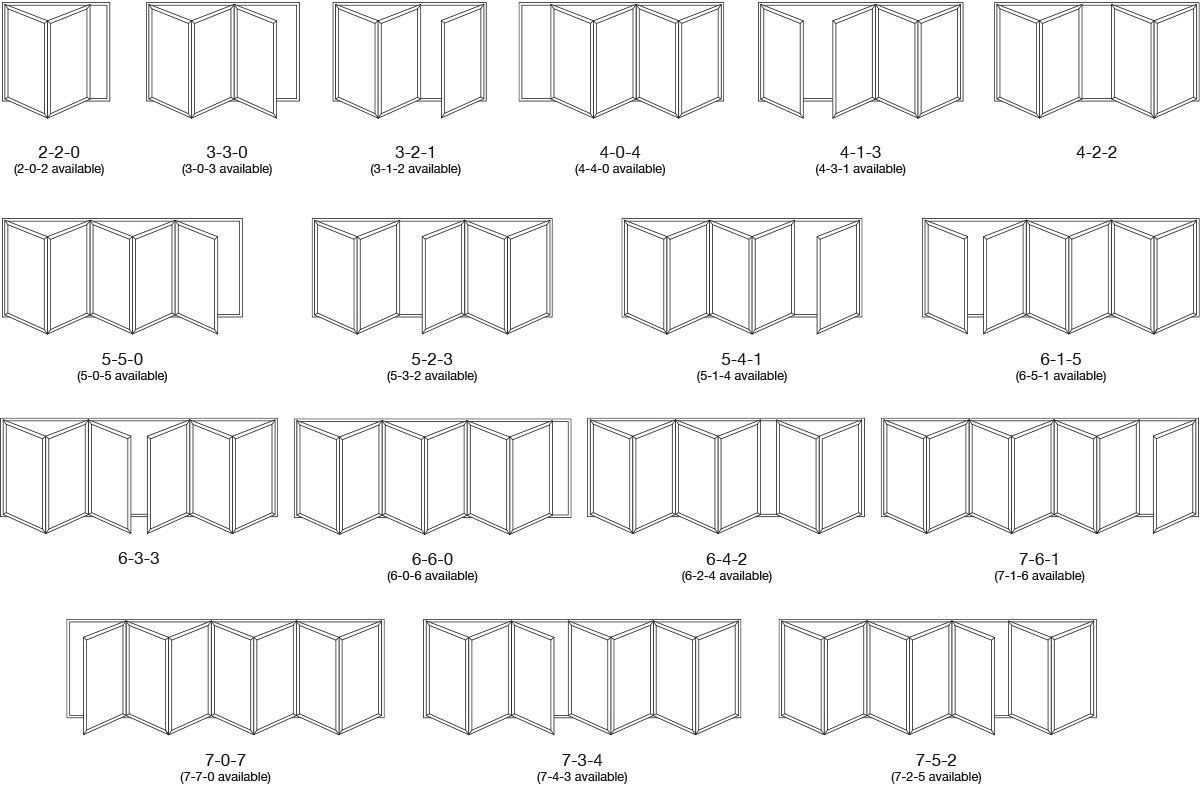 2-2-0
(2-0-2 available)
3-3-0
(3-0-3 available)
3-2-1
(3-1-2 available)
4-0-4
(4-4-0 available)
4-1-3
(4-3-1 available)
4-2-2
5-5-0
(5-0-5 available)
5-2-3
(5-3-2 available)
5-4-1
(5-1-4 available)
6-1-5
(6-5-1 available)
6-3-3
6-6-0
(6-0-6 available)
6-4-2
(6-2-4 available)
7-6-1
(7-1-6 available)
7-0-7
(7-7-0 available)
7-3-4
(7-4-3 available)
7-5-2
(7-2-5 available)